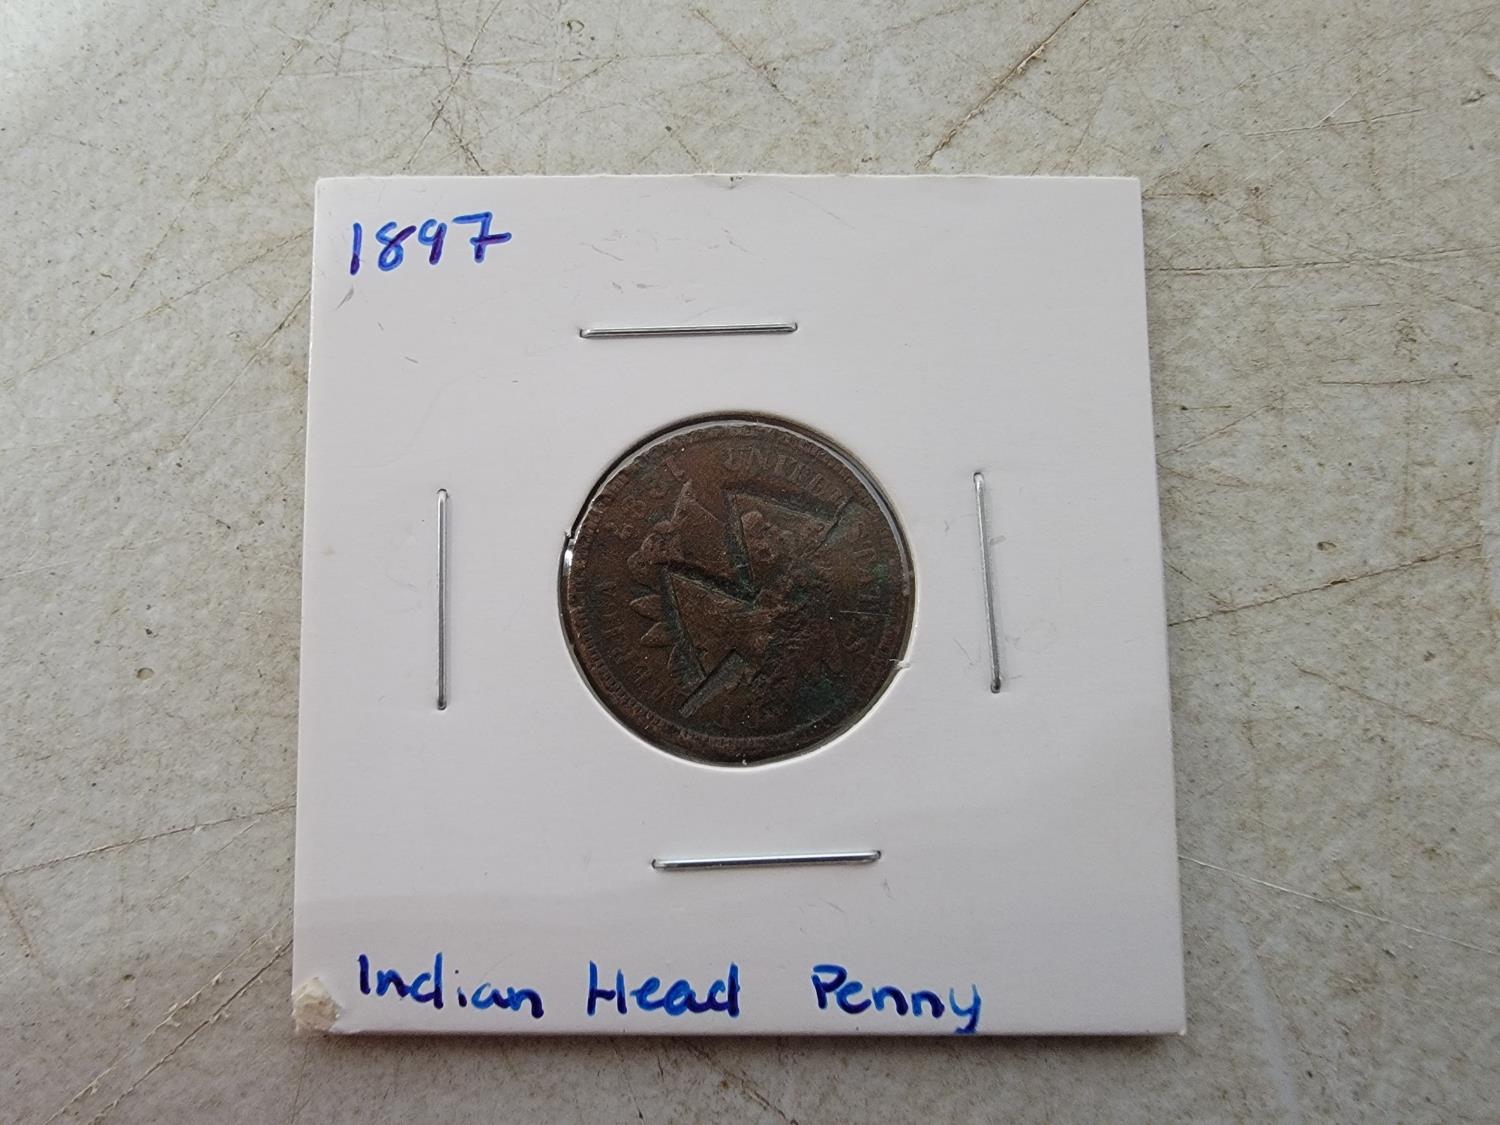 1897
UNITED STATES
Indian Head Penny